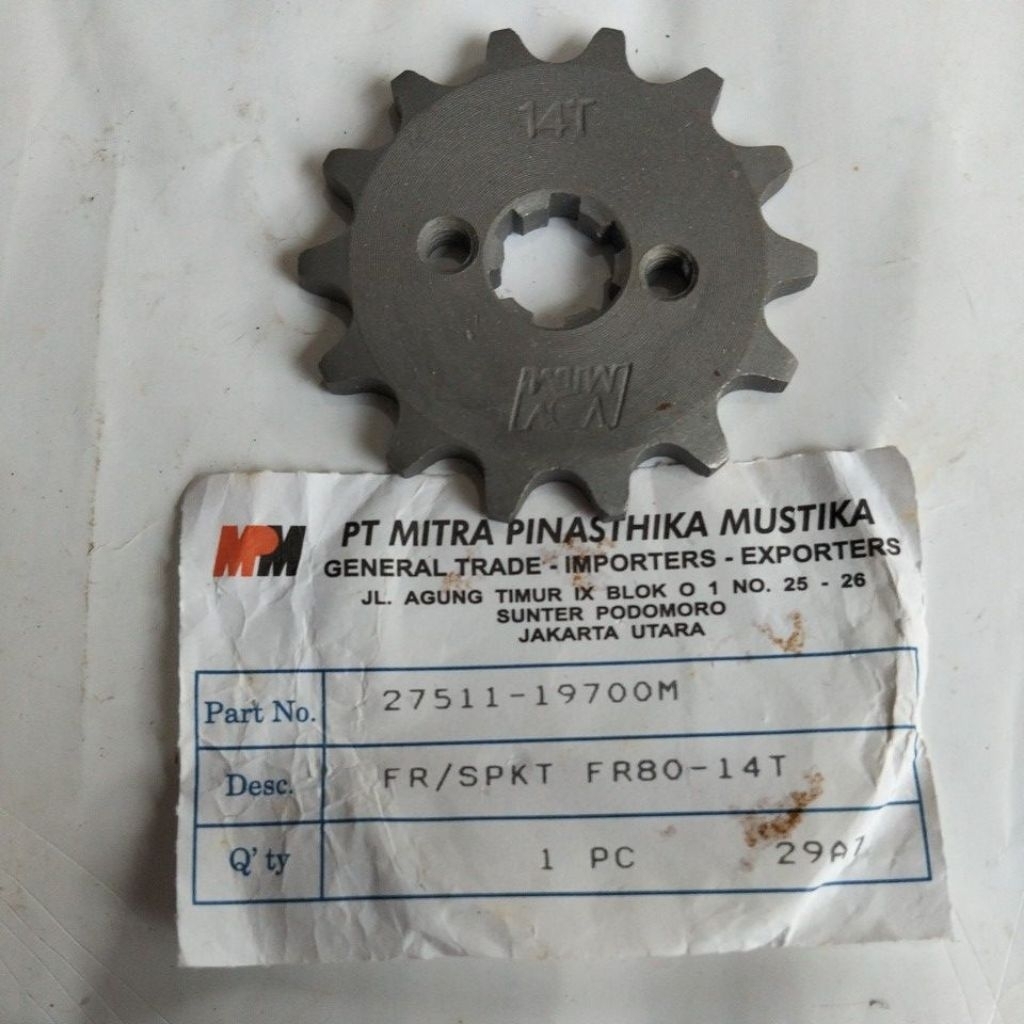 14T
MPM
PT MITRA PINASTHIKA MUSTIKA
GENERAL TRADE - IMPORTERS - EXPORTERS
JL. AGUNG TIMUR IX BLOK O 1 NO. 25 - 26
SUNTER PODOMORO
JAKARTA UTARA
Part No. 27511-19700M
Desc. FR/SPKT FR80-14T
Q'ty 1 PC